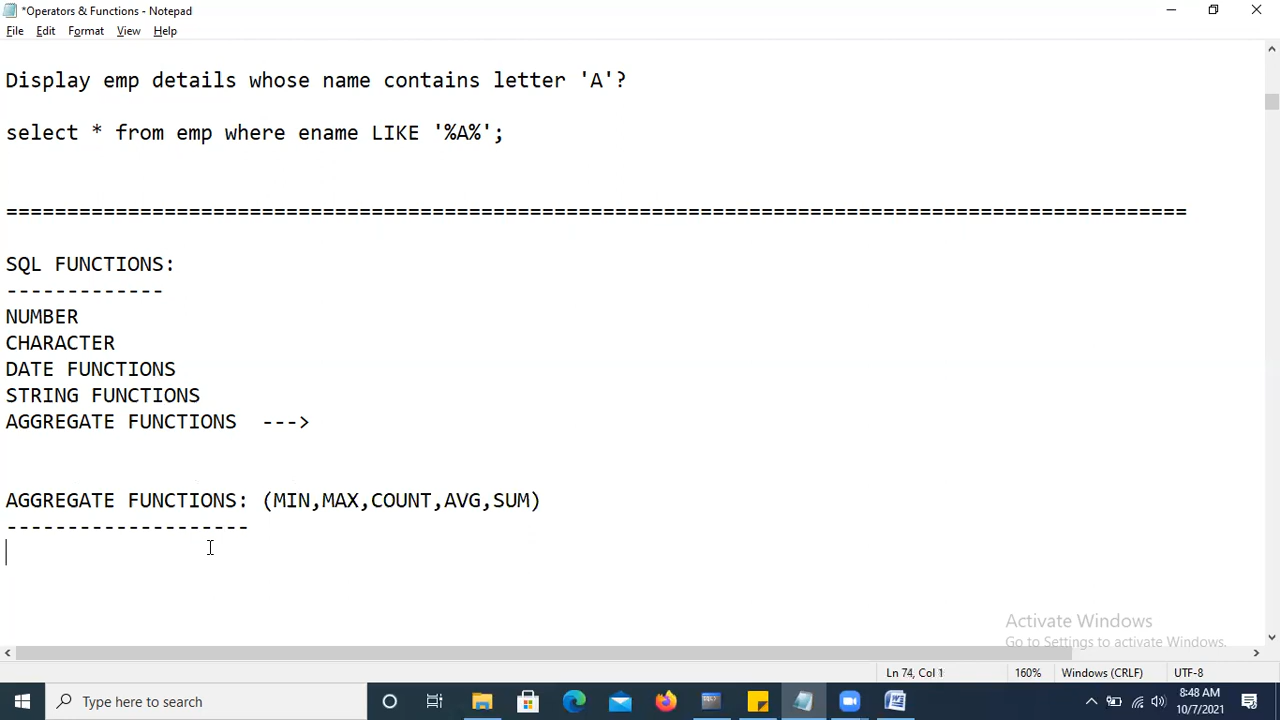 *Operators & Functions - Notepad
File Edit Format View Help
Display emp details whose name contains letter 'A'?
select * from emp where ename LIKE '%A%';
=================================================================================================
SQL FUNCTIONS:
-------------
NUMBER
CHARACTER
DATE FUNCTIONS
STRING FUNCTIONS
AGGREGATE FUNCTIONS  --->
AGGREGATE FUNCTIONS: (MIN,MAX,COUNT,AVG,SUM)
--------------------
Activate Windows
Go to Settings to activate Windows.
Ln 74, Col 1 160% Windows (CRLF) UTF-8
Type here to search
8:48 AM
10/7/2021